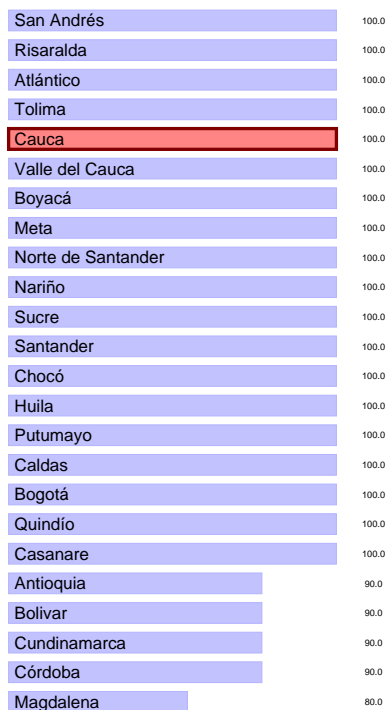 San Andrés 100.0
Risaralda 100.0
Atlántico 100.0
Tolima 100.0
Cauca 100.0
Valle del Cauca 100.0
Boyacá 100.0
Meta 100.0
Norte de Santander 100.0
Nariño 100.0
Sucre 100.0
Santander 100.0
Chocó 100.0
Huila 100.0
Putumayo 100.0
Caldas 100.0
Bogotá 100.0
Quindío 100.0
Casanare 100.0
Antioquia 90.0
Bolivar 90.0
Cundinamarca 90.0
Córdoba 90.0
Magdalena 80.0